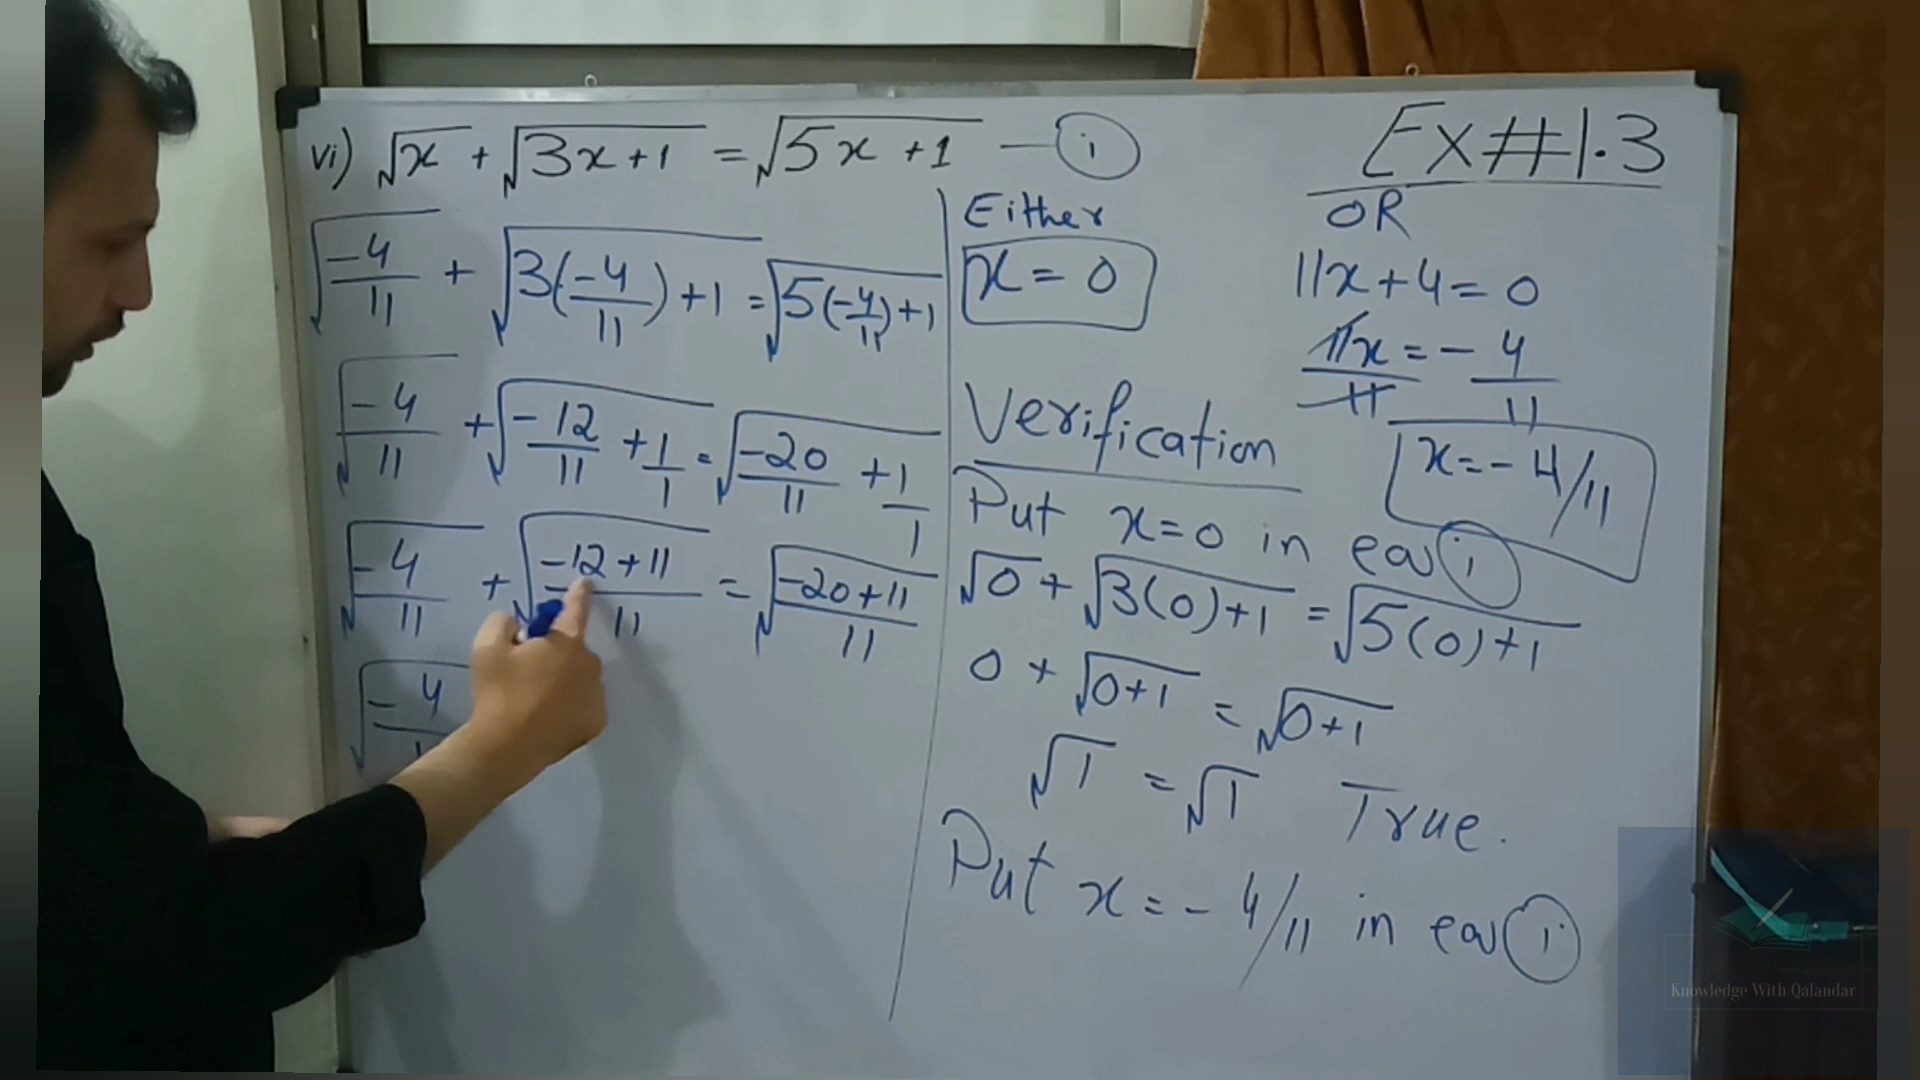 vi) √x + √3x+1 = √5x+1 — (i)
Ex#1.3
√-4/11 + √3(-4/11)+1 = √5(-4/11)+1
√-4/11 + √-12/11 + 1/1 = √-20/11 + 1/1
√-4/11 + √-12+11/11 = √-20+11/11
√-4
Either
x = 0
OR
11x+4=0
11x/11 = -4/11
x=-4/11
Verification
Put x=0 in eq (i)
√0 + √3(0)+1 = √5(0)+1
0 + √0+1 = √0+1
√1 = √1 True.
Put x=-4/11 in eq (i)
Knowledge With Qalandar